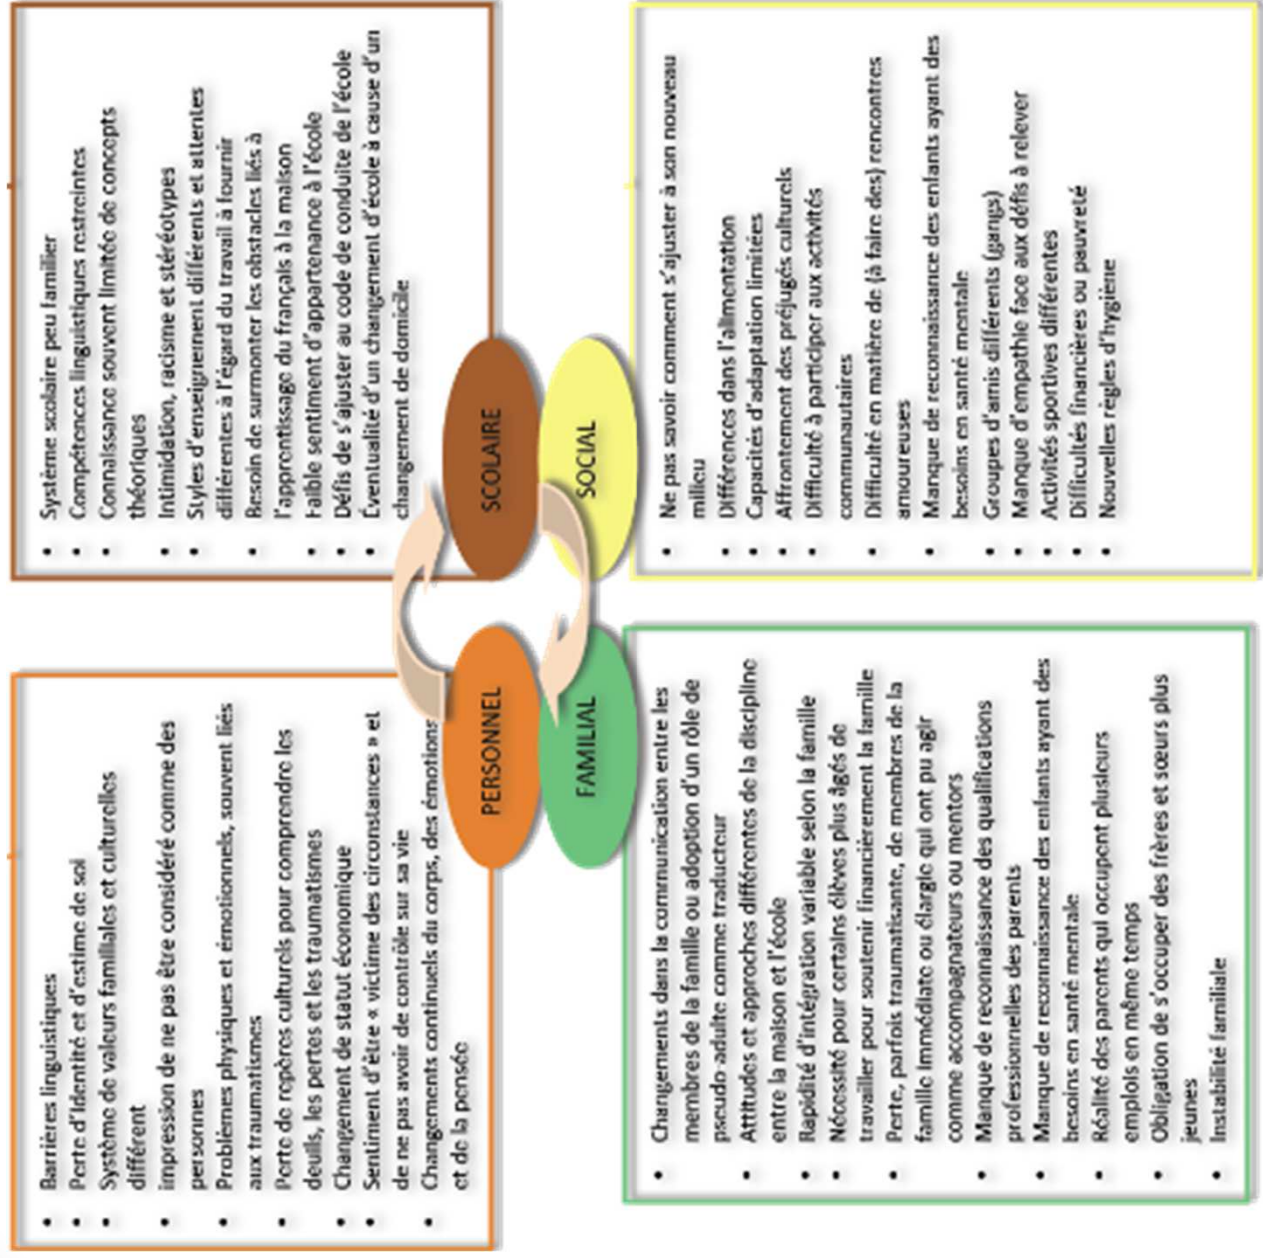 Barrières linguistiques
Perte d'Identité et d'estime de soi
Système de valeurs familiales et culturelles
différent
impression de ne pas être considéré comme des
personnes
Problèmes physiques et émotionnels, souvent liés
aux traumatismes
Perte de repères culturels pour comprendre les
deuils, les pertes et les traumatismes
Changement de statut économique
Sentiment d'être « victime des circonstances » et
de ne pas avoir de contrôle sur sa vie
Changements continuels du corps, des émotions
et de la pensée
Système scolaire peu familier
Compétences linguistiques restreintes
Connaissance souvent limitée de concepts
théoriques
Intimidation, racisme et stéréotypes
Styles d'enseignement différents et attentes
différentes à l'égard du travail à fournir
Besoin de surmonter les obstacles liés à
l'apprentissage du français à la maison
Faible sentiment d'appartenance à l'école
Défis de s'ajuster au code de conduite de l'école
Éventualité d'un changement d'école à cause d'un
changement de domicile
PERSONNEL
SCOLAIRE
FAMILIAL
SOCIAL
Changements dans la communication entre les
membres de la famille ou adoption d'un rôle de
pseudo-adulte comme traducteur
Attitudes et approches différentes de la discipline
entre la maison et l'école
Rapidité d'intégration variable selon la famille
Nécessité pour certains élèves plus âgés de
travailler pour soutenir financièrement la famille
Perte, parfois traumatisante, de membres de la
famille immédiate ou élargie qui ont pu agir
comme accompagnateurs ou mentors
Manque de reconnaissance des qualifications
professionnelles des parents
Manque de reconnaissance des enfants ayant des
besoins en santé mentale
Réalité des parents qui occupent plusieurs
emplois en même temps
Obligation de s'occuper des frères et sœurs plus
jeunes
Instabilité familiale
Ne pas savoir comment s'ajuster à son nouveau
milieu
Différences dans l'alimentation
Capacités d'adaptation limitées
Affrontement des préjugés culturels
Difficulté à participer aux activités
communautaires
Difficulté en matière de (à faire des) rencontres
amoureuses
Manque de reconnaissance des enfants ayant des
besoins en santé mentale
Groupes d'amis différents (gangs)
Manque d'empathie face aux défis à relever
Activités sportives différentes
Difficultés financières ou pauvreté
Nouvelles règles d'hygiène